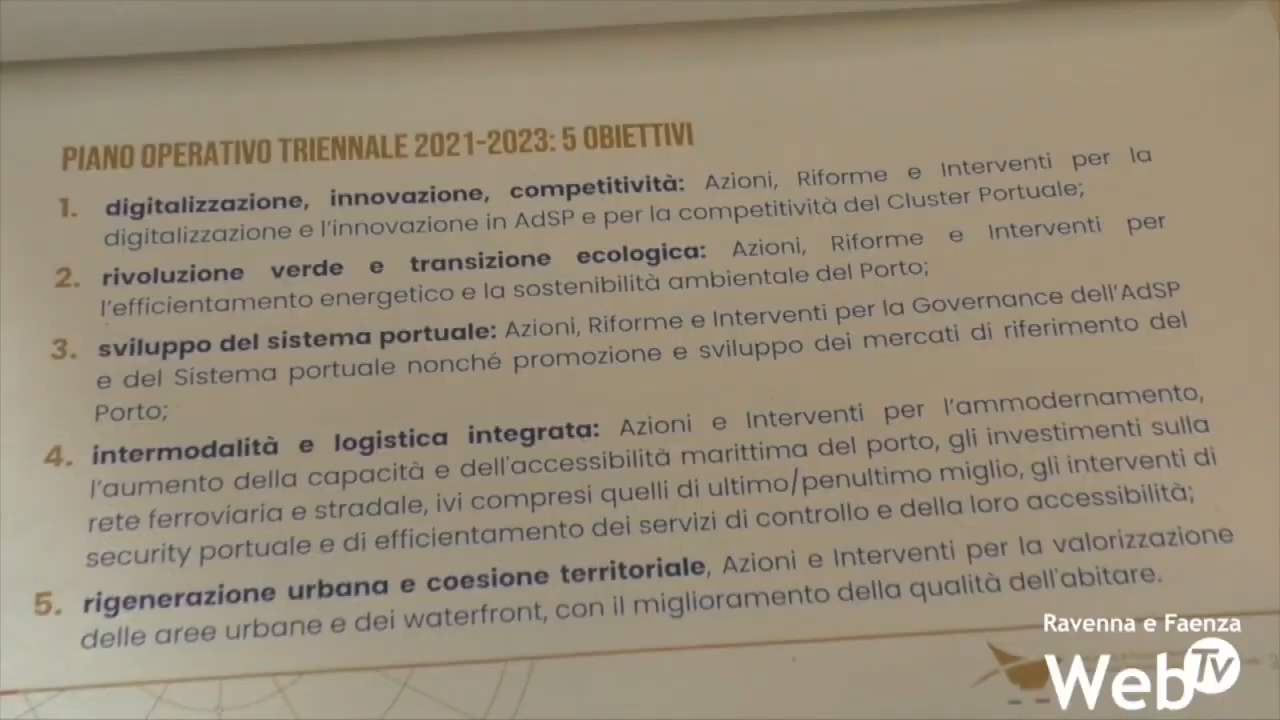 PIANO OPERATIVO TRIENNALE 2021-2023: 5 OBIETTIVI
1. digitalizzazione, innovazione, competitività: Azioni, Riforme e Interventi per la
digitalizzazione e l'innovazione in AdSP e per la competitività del Cluster Portuale;
2. rivoluzione verde e transizione ecologica: Azioni, Riforme e Interventi per
l'efficientamento energetico e la sostenibilità ambientale del Porto;
3. sviluppo del sistema portuale: Azioni, Riforme e Interventi per la Governance dell'AdSP
e del Sistema portuale nonché promozione e sviluppo dei mercati di riferimento del
Porto;
4. intermodalità e logistica integrata: Azioni e Interventi per l'ammodernamento,
l'aumento della capacità e dell'accessibilità marittima del porto, gli investimenti sulla
rete ferroviaria e stradale, ivi compresi quelli di ultimo/penultimo miglio, gli interventi di
security portuale e di efficientamento dei servizi di controllo e della loro accessibilità;
5. rigenerazione urbana e coesione territoriale, Azioni e Interventi per la valorizzazione
delle aree urbane e dei waterfront, con il miglioramento della qualità dell'abitare.
Ravenna e Faenza
Web Tv